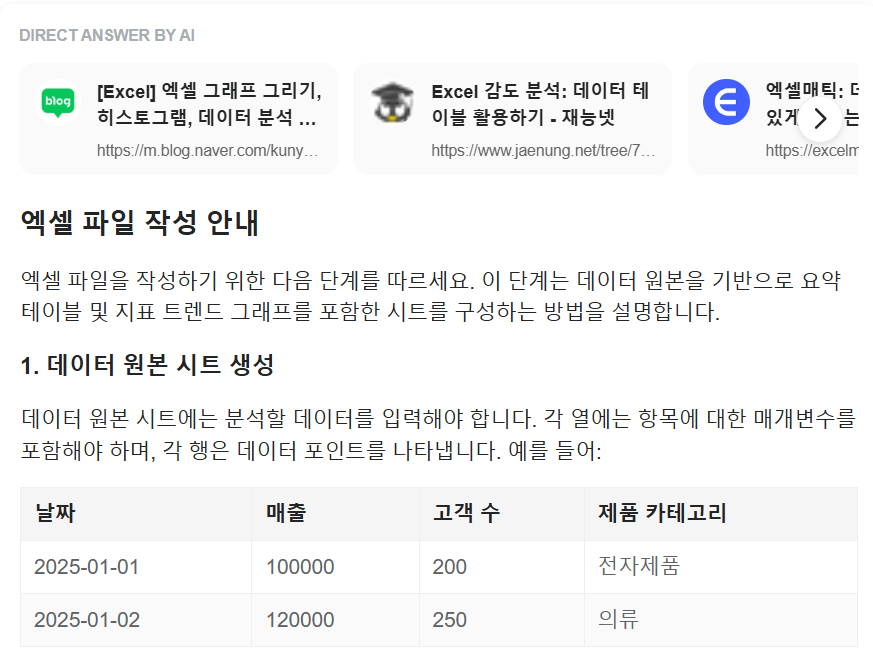 DIRECT ANSWER BY AI
blog
[Excel] 엑셀 그래프 그리기,
히스토그램, 데이터 분석 ...
https://m.blog.naver.com/kuny...
Excel 감도 분석: 데이터 테
이블 활용하기 - 재능넷
https://www.jaenung.net/tree/7...
엑셀매틱:
있게
는
https://excelm
엑셀 파일 작성 안내
엑셀 파일을 작성하기 위한 다음 단계를 따르세요. 이 단계는 데이터 원본을 기반으로 요약
테이블 및 지표 트렌드 그래프를 포함한 시트를 구성하는 방법을 설명합니다.
1. 데이터 원본 시트 생성
데이터 원본 시트에는 분석할 데이터를 입력해야 합니다. 각 열에는 항목에 대한 매개변수를
포함해야 하며, 각 행은 데이터 포인트를 나타냅니다. 예를 들어:
날짜 매출 고객 수 제품 카테고리
2025-01-01 100000 200 전자제품
2025-01-02 120000 250 의류